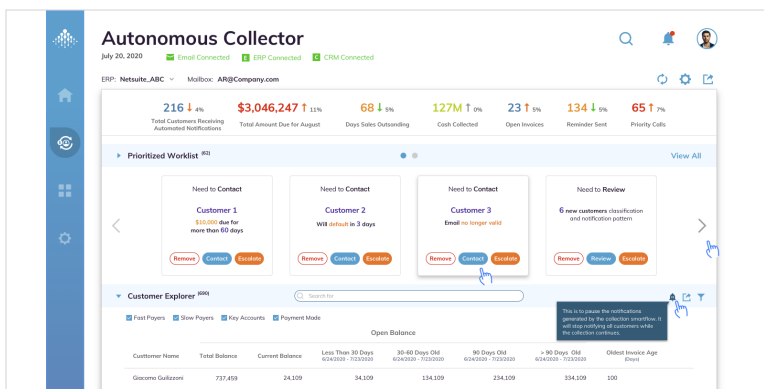 Autonomous Collector
July 20, 2020 Email Connected E ERP Connected C CRM Connected
ERP: Netsuite_ABC Mailbox: AR@Company.com
216 ↓ 4% $3,046,247 ↑ 11% 68 ↓ 5% 127M ↑ 0% 23 ↑ 5% 134 ↓ 5% 65 ↑ 7%
Total Customers Receiving
Automated Notifications Total Amount Due for August Days Sales Outsanding Cash Collected Open Invoices Reminder Sent Priority Calls
Prioritized Worklist (62) View All
Need to Contact Need to Contact Need to Contact Need to Review
Customer 1 Customer 2 Customer 3 6 new customers classification
$10,000 due for Will default in 3 days Email no longer valid and notification pattern
more than 60 days
Remove Contact Escalate Remove Contact Escalate Remove Contact Escalate Remove Review Escalate
Customer Explorer (690) Search for
This is to pause the notifications
generated by the collection smartflow. It
will stop notifying all customers while
the collection continues.
Fast Payers Slow Payers Key Accounts Payment Made
Open Balance
Custtomer Name Total Balance Current Balance Less Than 30 Days 30-60 Days Old 90 Days Old > 90 Days Old Oldest Invoice Age
6/24/2020 - 7/23/2020 6/24/2020 - 7/23/2020 6/24/2020 - 7/23/2020 6/24/2020 - 7/23/2020 (Days)
Giacomo Guilizzoni 737,459 24,109 34,109 134,109 234,109 334,109 100